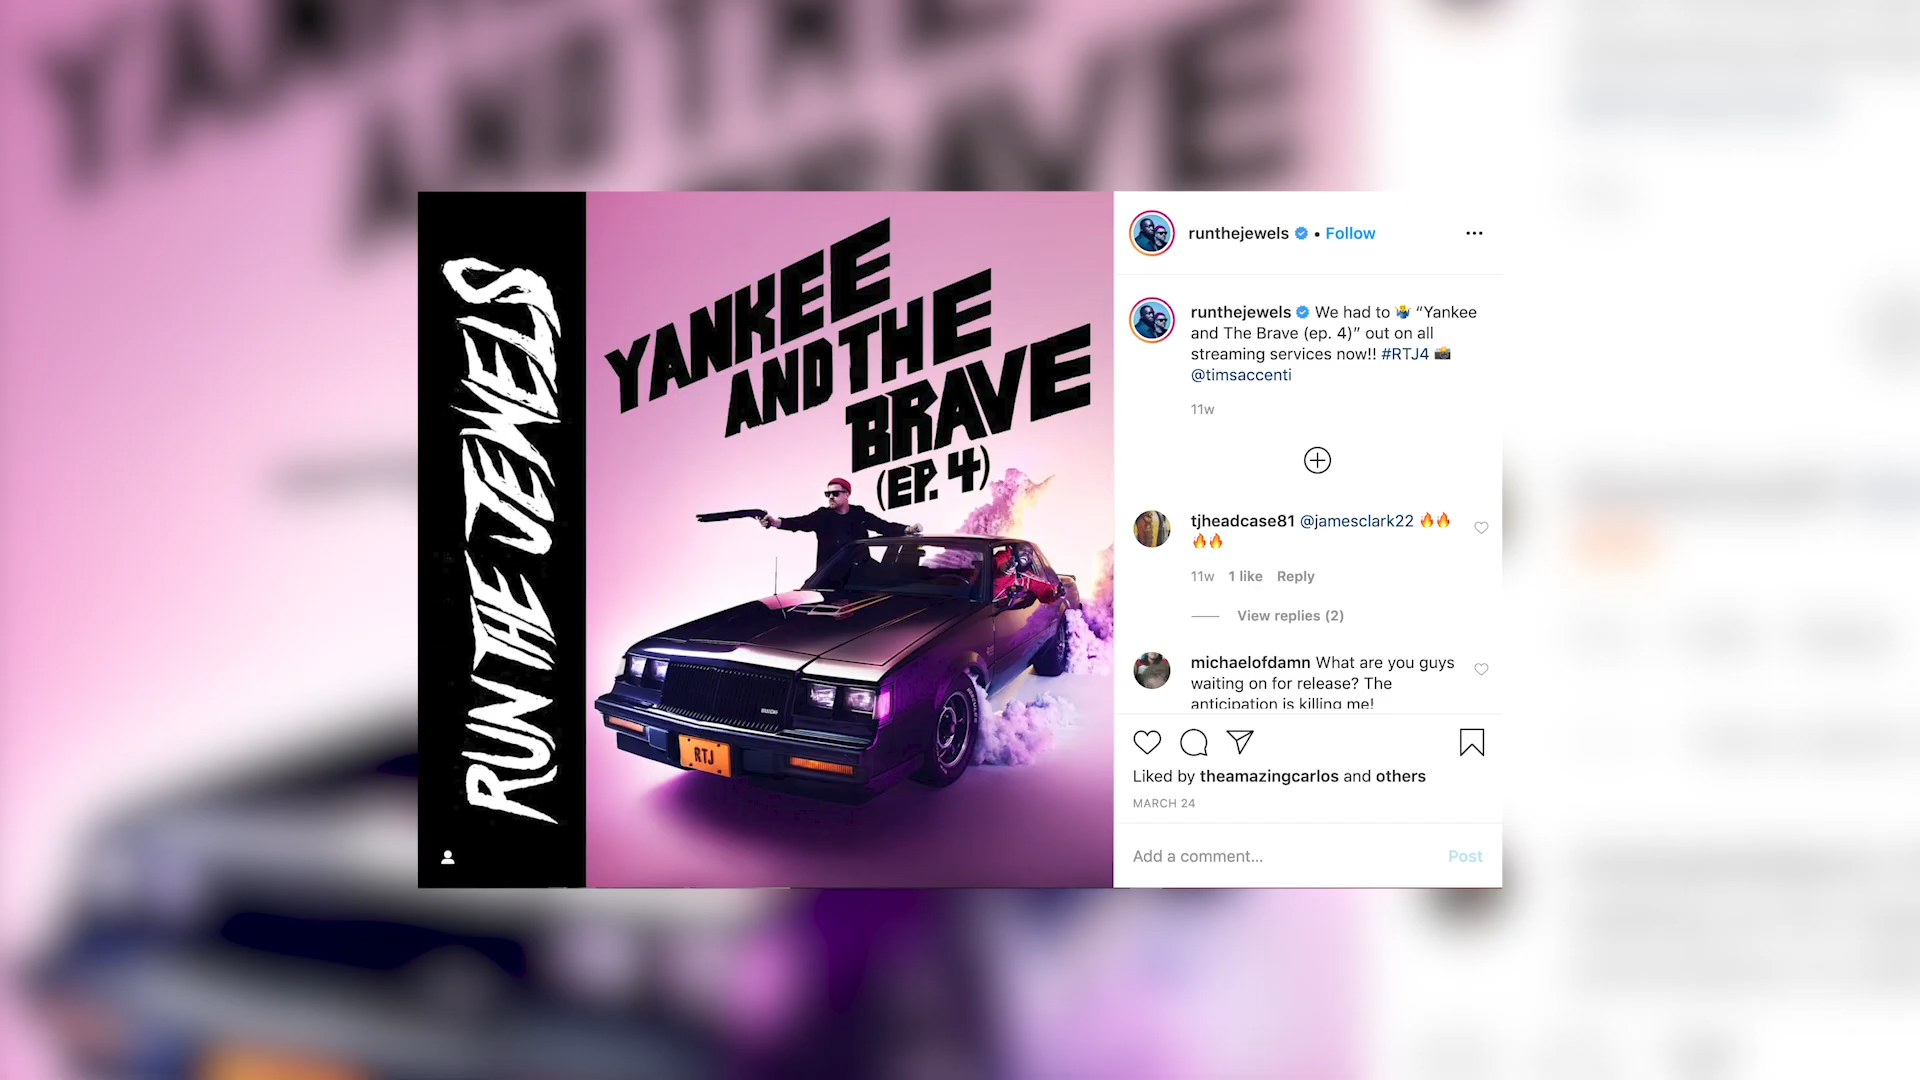 RUN THE JEWELS
YANKEE
AND THE
BRAVE
(EP. 4)
RTJ
runthejewels • Follow
runthejewels We had to 🤷‍♂️ “Yankee
and The Brave (ep. 4)” out on all
streaming services now!! #RTJ4 📸
@timsaccenti
11w
tjheadcase81 @jamesclark22 🔥🔥
🔥🔥
11w 1 like Reply
View replies (2)
michaelofdamn What are you guys
waiting on for release? The
anticipation is killing me!
Liked by theamazingcarlos and others
MARCH 24
Add a comment... Post